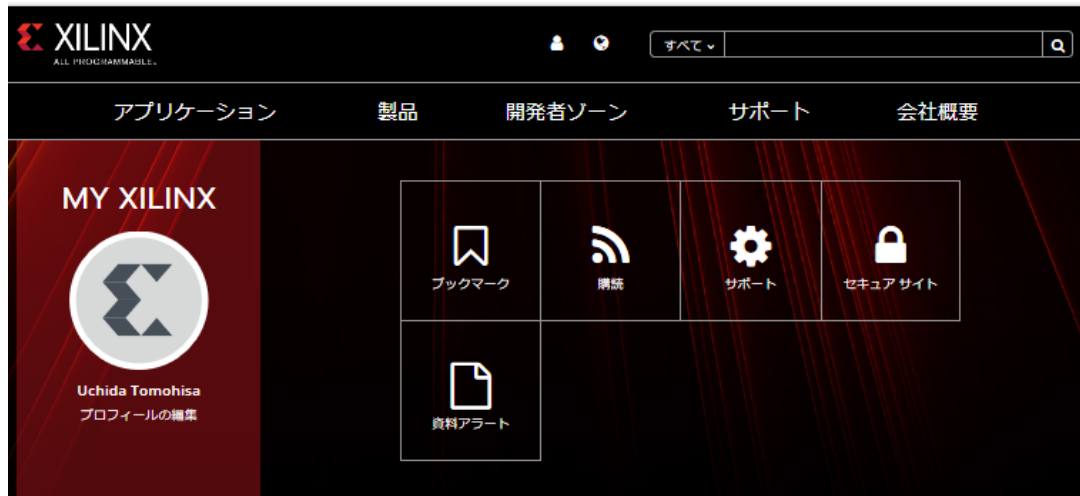 XILINX
ALL PROGRAMMABLE™
すべて
アプリケーション 製品 開発者ゾーン サポート 会社概要
MY XILINX
Uchida Tomohisa
プロフィールの編集
ブックマーク 購読 サポート セキュア サイト
資料アラート